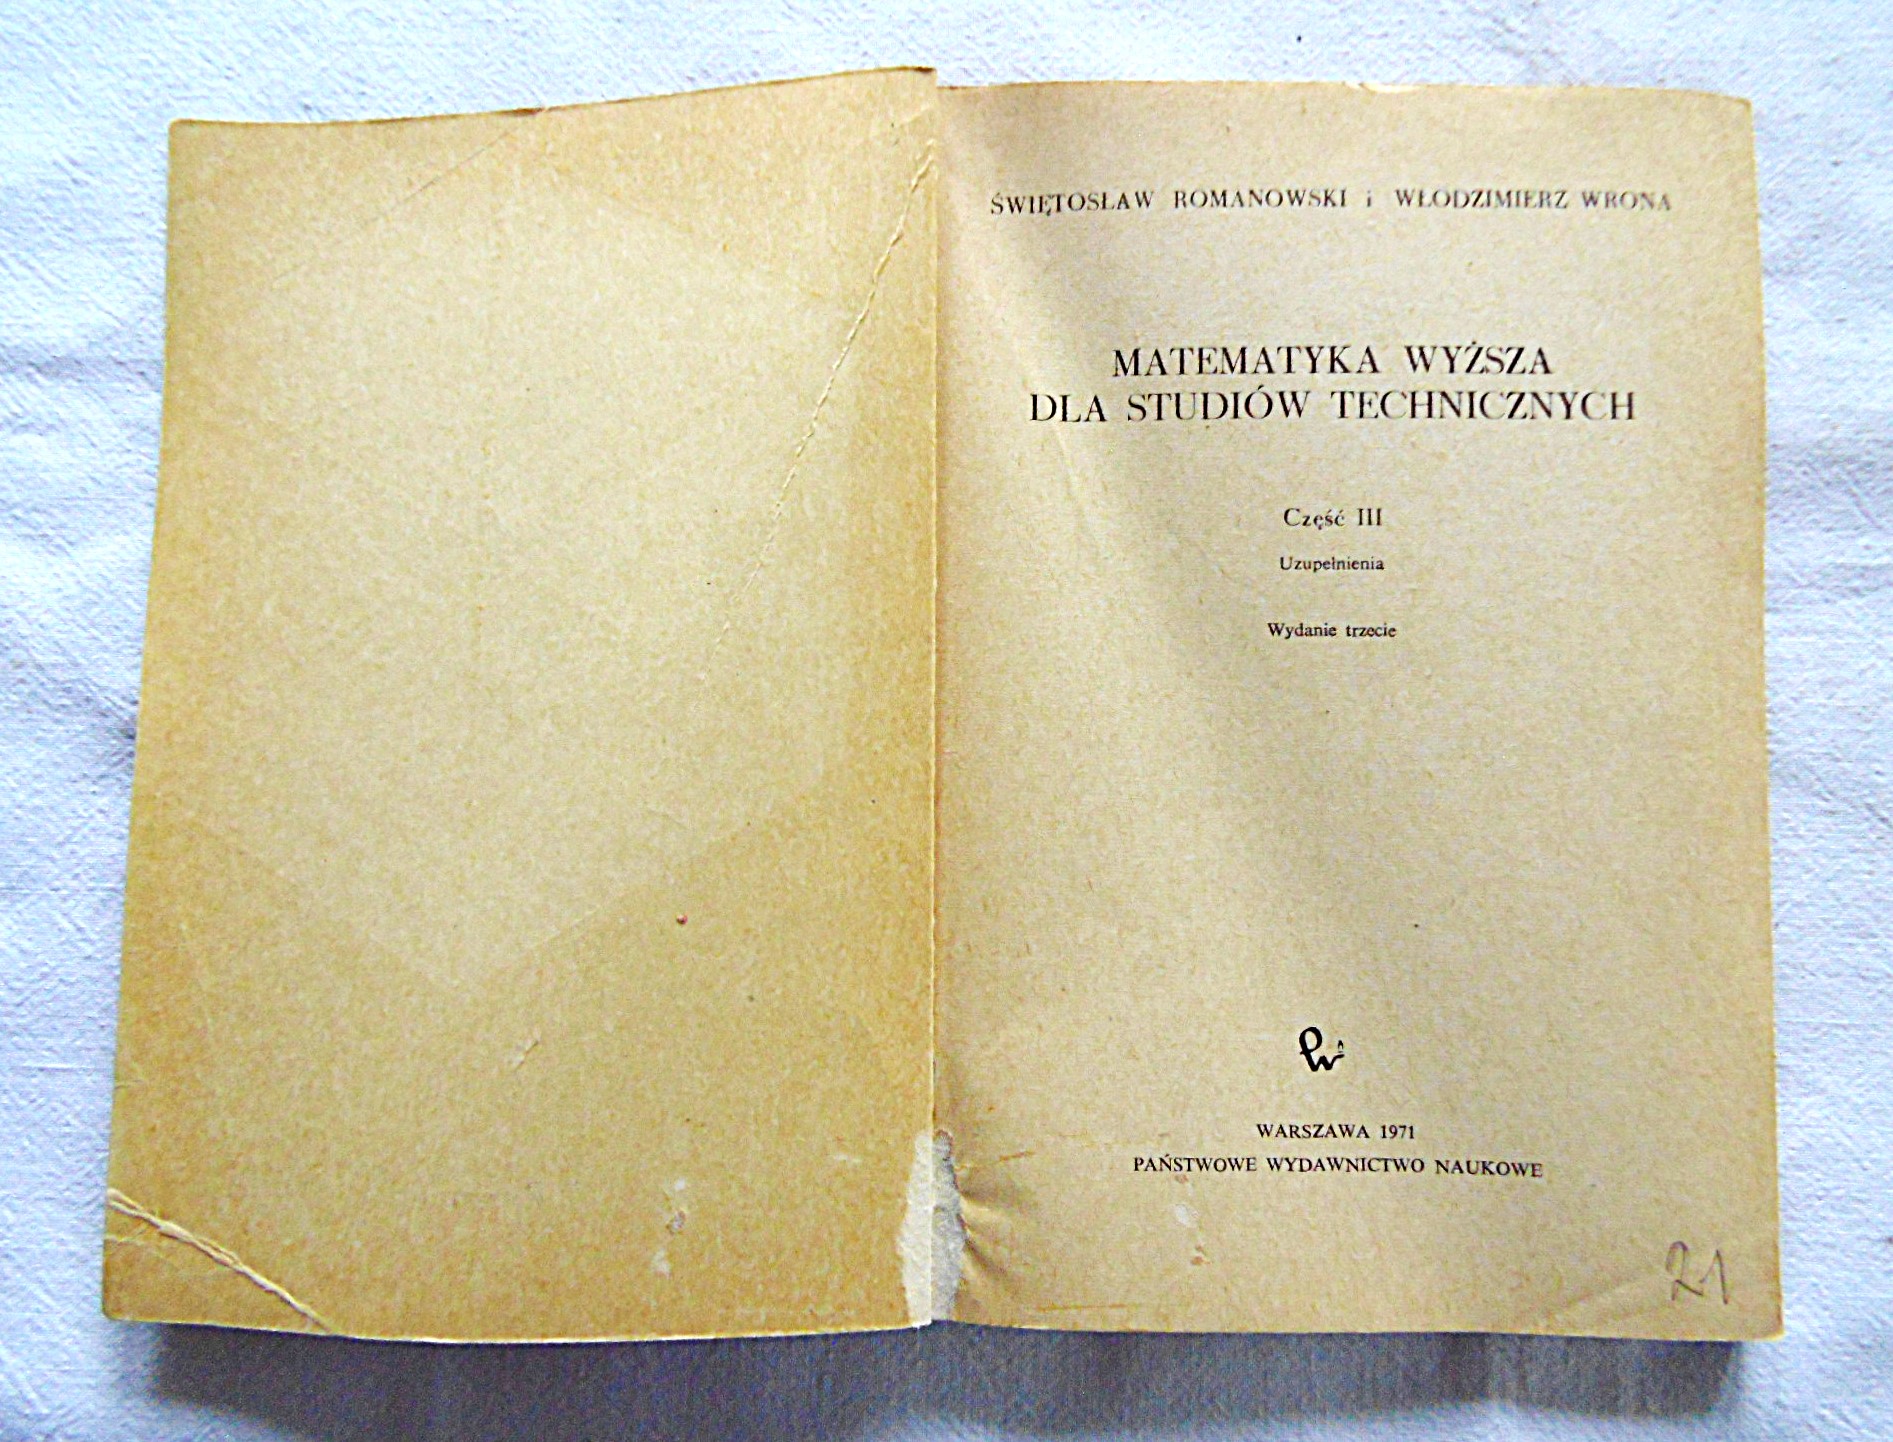 ŚWIĘTOSŁAW ROMANOWSKI i WŁODZIMIERZ WRONA
MATEMATYKA WYŻSZA
DLA STUDIÓW TECHNICZNYCH
Część III
Uzupełnienia
Wydanie trzecie
WARSZAWA 1971
PAŃSTWOWE WYDAWNICTWO NAUKOWE
21